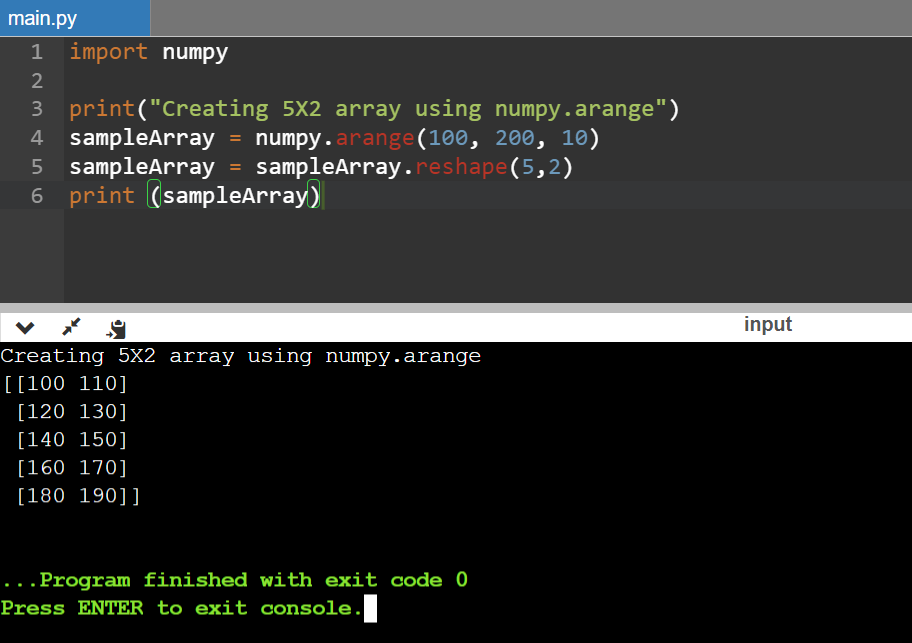 main.py
1 import numpy
2
3 print("Creating 5X2 array using numpy.arange")
4 sampleArray = numpy.arange(100, 200, 10)
5 sampleArray = sampleArray.reshape(5,2)
6 print (sampleArray)
input
Creating 5X2 array using numpy.arange
[[100 110]
 [120 130]
 [140 150]
 [160 170]
 [180 190]]
...Program finished with exit code 0
Press ENTER to exit console.